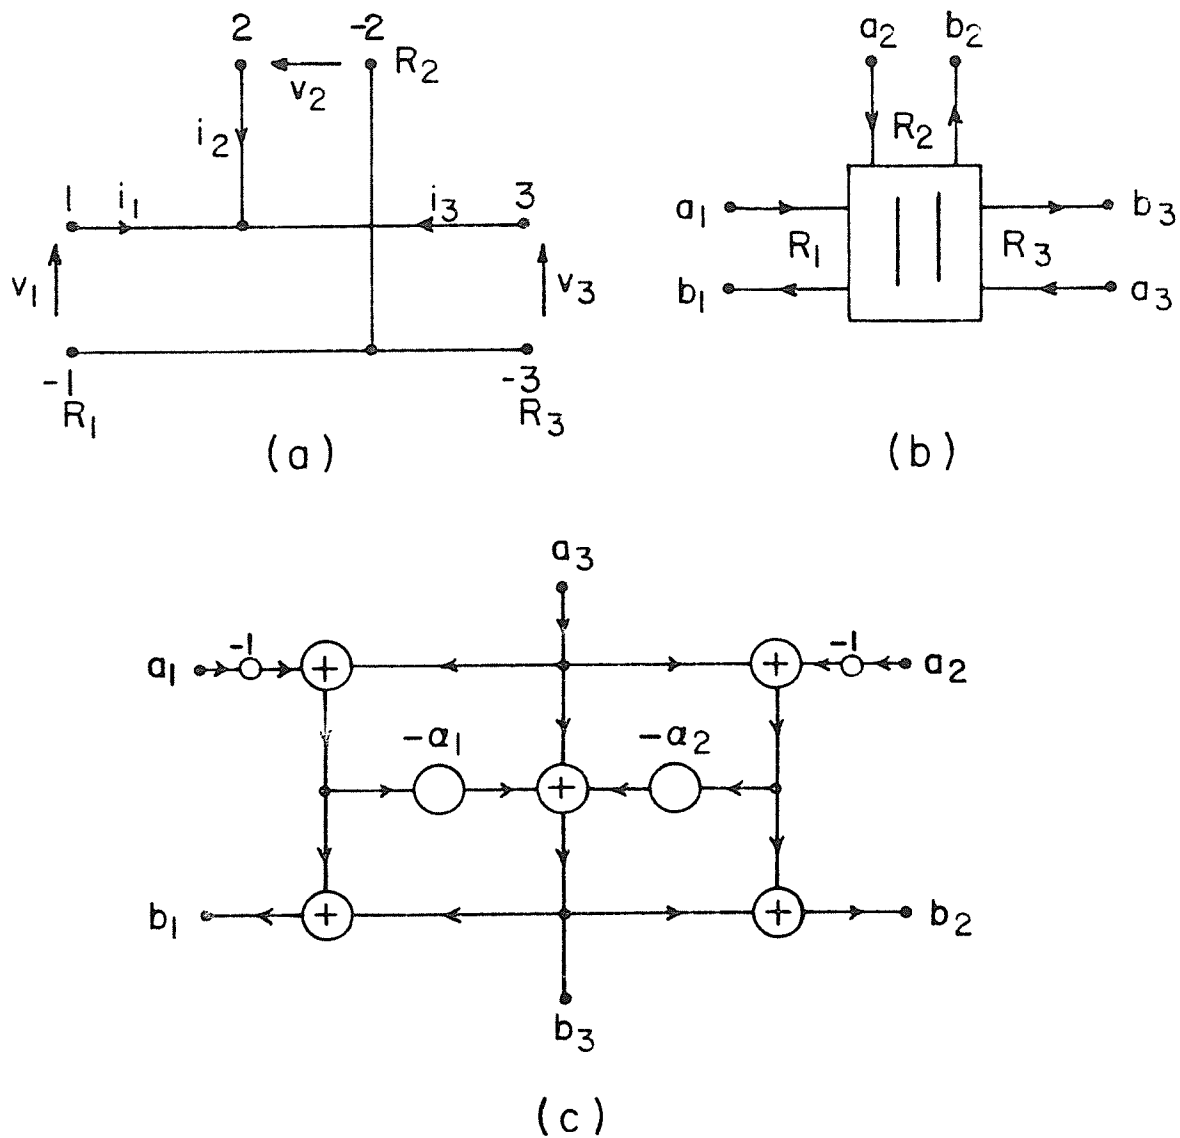 2 -2 R2
v2
i2
1 i1 i3 3
v1 v3
-1 -3
R1 R3
(a)
a2 b2
R2
a1 b3
R1 R3
b1 a3
(b)
a3
a1 -1 + + -1 a2
-α1 -α2
+
b1 + + b2
b3
(c)